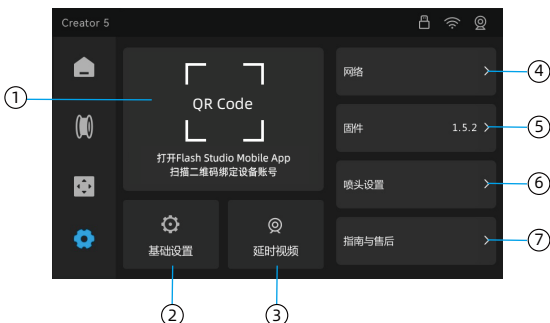 Creator 5
QR Code
打开Flash Studio Mobile App
扫描二维码绑定设备账号
基础设置
延时视频
网络
固件 1.5.2
喷头设置
指南与售后
1
2
3
4
5
6
7